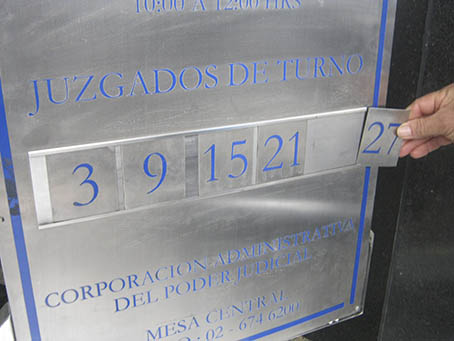 10:00 A 12:00 HRS
JUZGADOS DE TURNO
3 9 15 21 27
CORPORACION ADMINISTRATIVA
DEL PODER JUDICIAL
MESA CENTRAL
: 02 - 674 6200